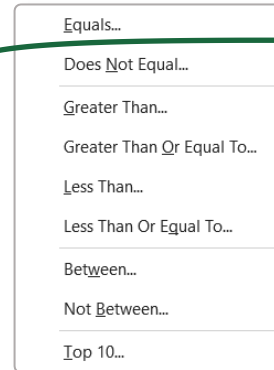 Equals...
Does Not Equal...
Greater Than...
Greater Than Or Equal To...
Less Than...
Less Than Or Equal To...
Between...
Not Between...
Top 10...